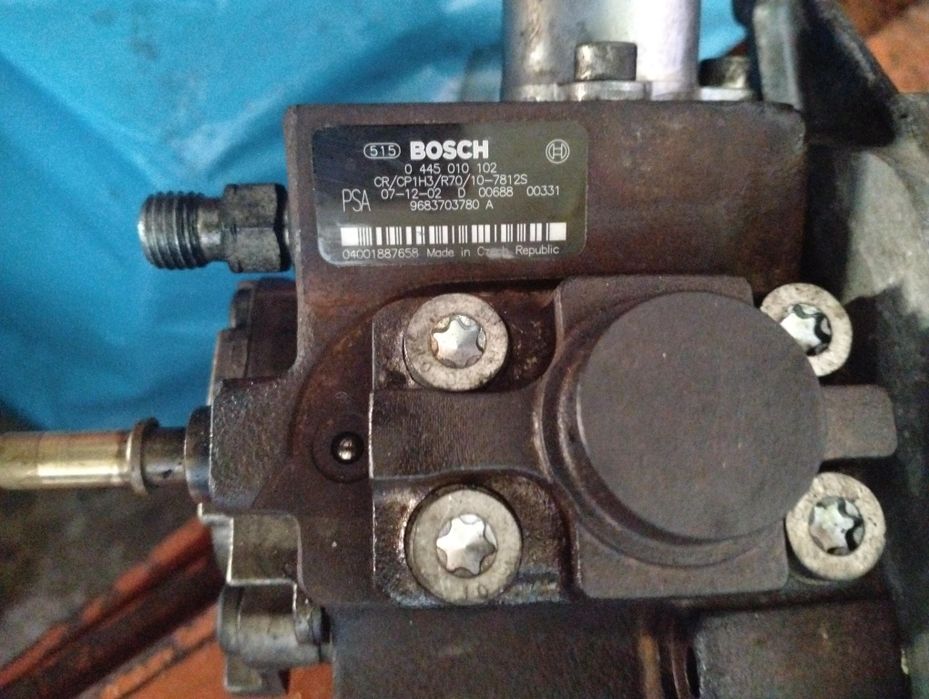 515 BOSCH
0 445 010 102
CR/CP1H3/R70/10-7812S
PSA 07-12-02 D 00688 00331
9683703780 A
04001887658 Made in Czech Republic